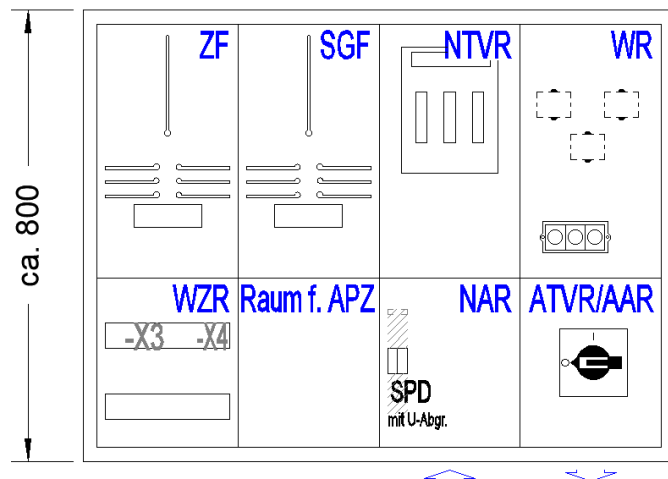 ZF
SGF
NTVR
WR
ca. 800
WZR
Raum f. APZ
NAR
ATVR/AAR
-X3
-X4
SPD
mit U-Abgr.